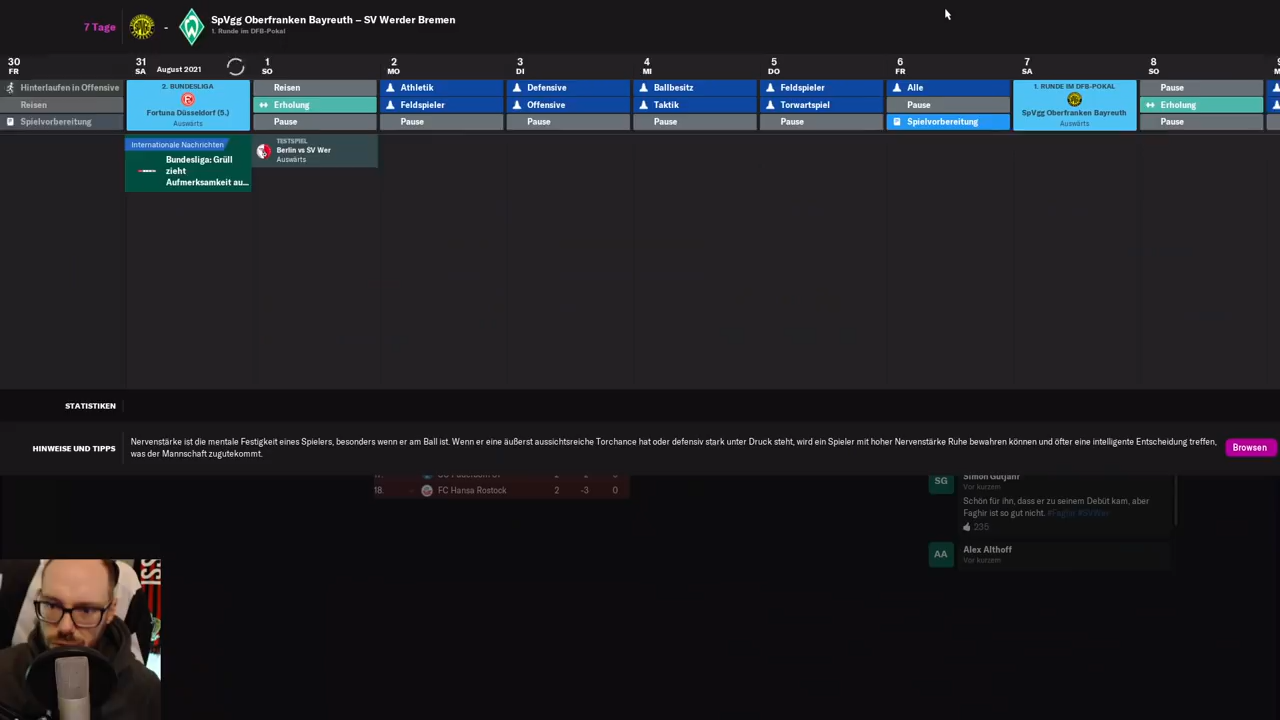 7 Tage
-
SpVgg Oberfranken Bayreuth – SV Werder Bremen
1. Runde im DFB-Pokal
30
FR
31
SA
August 2021
1
SO
2
MO
3
DI
4
MI
5
DO
6
FR
7
SA
8
SO
Hinterlaufen in Offensive
Reisen
Spielvorbereitung
2. BUNDESLIGA
Fortuna Düsseldorf (5.)
Auswärts
Reisen
Erholung
Pause
Athletik
Feldspieler
Pause
Defensive
Offensive
Pause
Ballbesitz
Taktik
Pause
Feldspieler
Torwartspiel
Pause
Alle
Pause
Spielvorbereitung
1. RUNDE IM DFB-POKAL
SpVgg Oberfranken Bayreuth
Auswärts
Pause
Erholung
Pause
Internationale Nachrichten
Bundesliga: Grüll
zieht
Aufmerksamkeit au...
TESTSPIEL
Berlin vs SV Wer
Auswärts
STATISTIKEN
HINWEISE UND TIPPS
Nervenstärke ist die mentale Festigkeit eines Spielers, besonders wenn er am Ball ist. Wenn er eine äußerst aussichtsreiche Torchance hat oder defensiv stark unter Druck steht, wird ein Spieler mit hoher Nervenstärke Ruhe bewahren können und öfter eine intelligente Entscheidung treffen,
was der Mannschaft zugutekommt.
Browsen
18. FC Hansa Rostock 2 -3 0
SG
Simon Gutjahr
Vor kurzem
Schön für ihn, dass er zu seinem Debüt kam, aber
Faghir ist so gut nicht. #Faghir #SVWer
235
AA
Alex Althoff
Vor kurzem